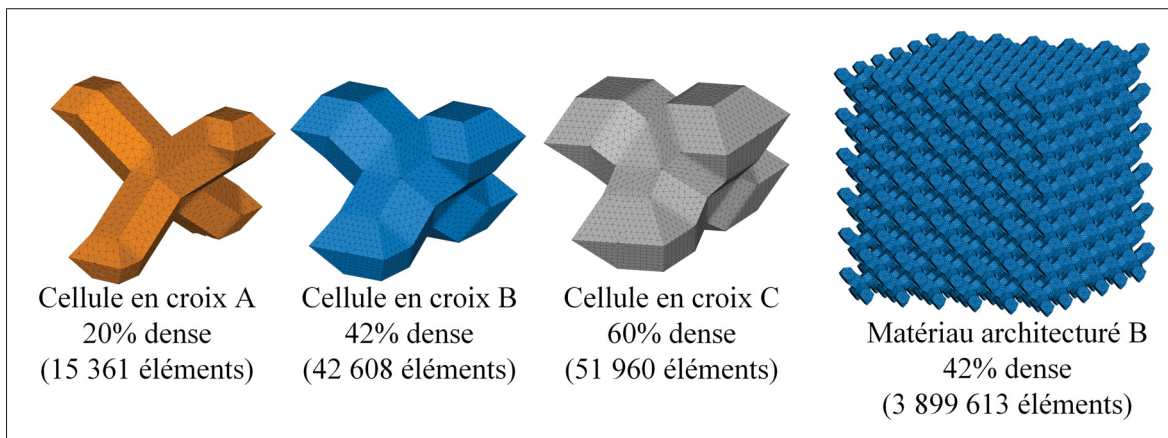 Cellule en croix A
20% dense
(15 361 éléments)
Cellule en croix B
42% dense
(42 608 éléments)
Cellule en croix C
60% dense
(51 960 éléments)
Matériau architecturé B
42% dense
(3 899 613 éléments)